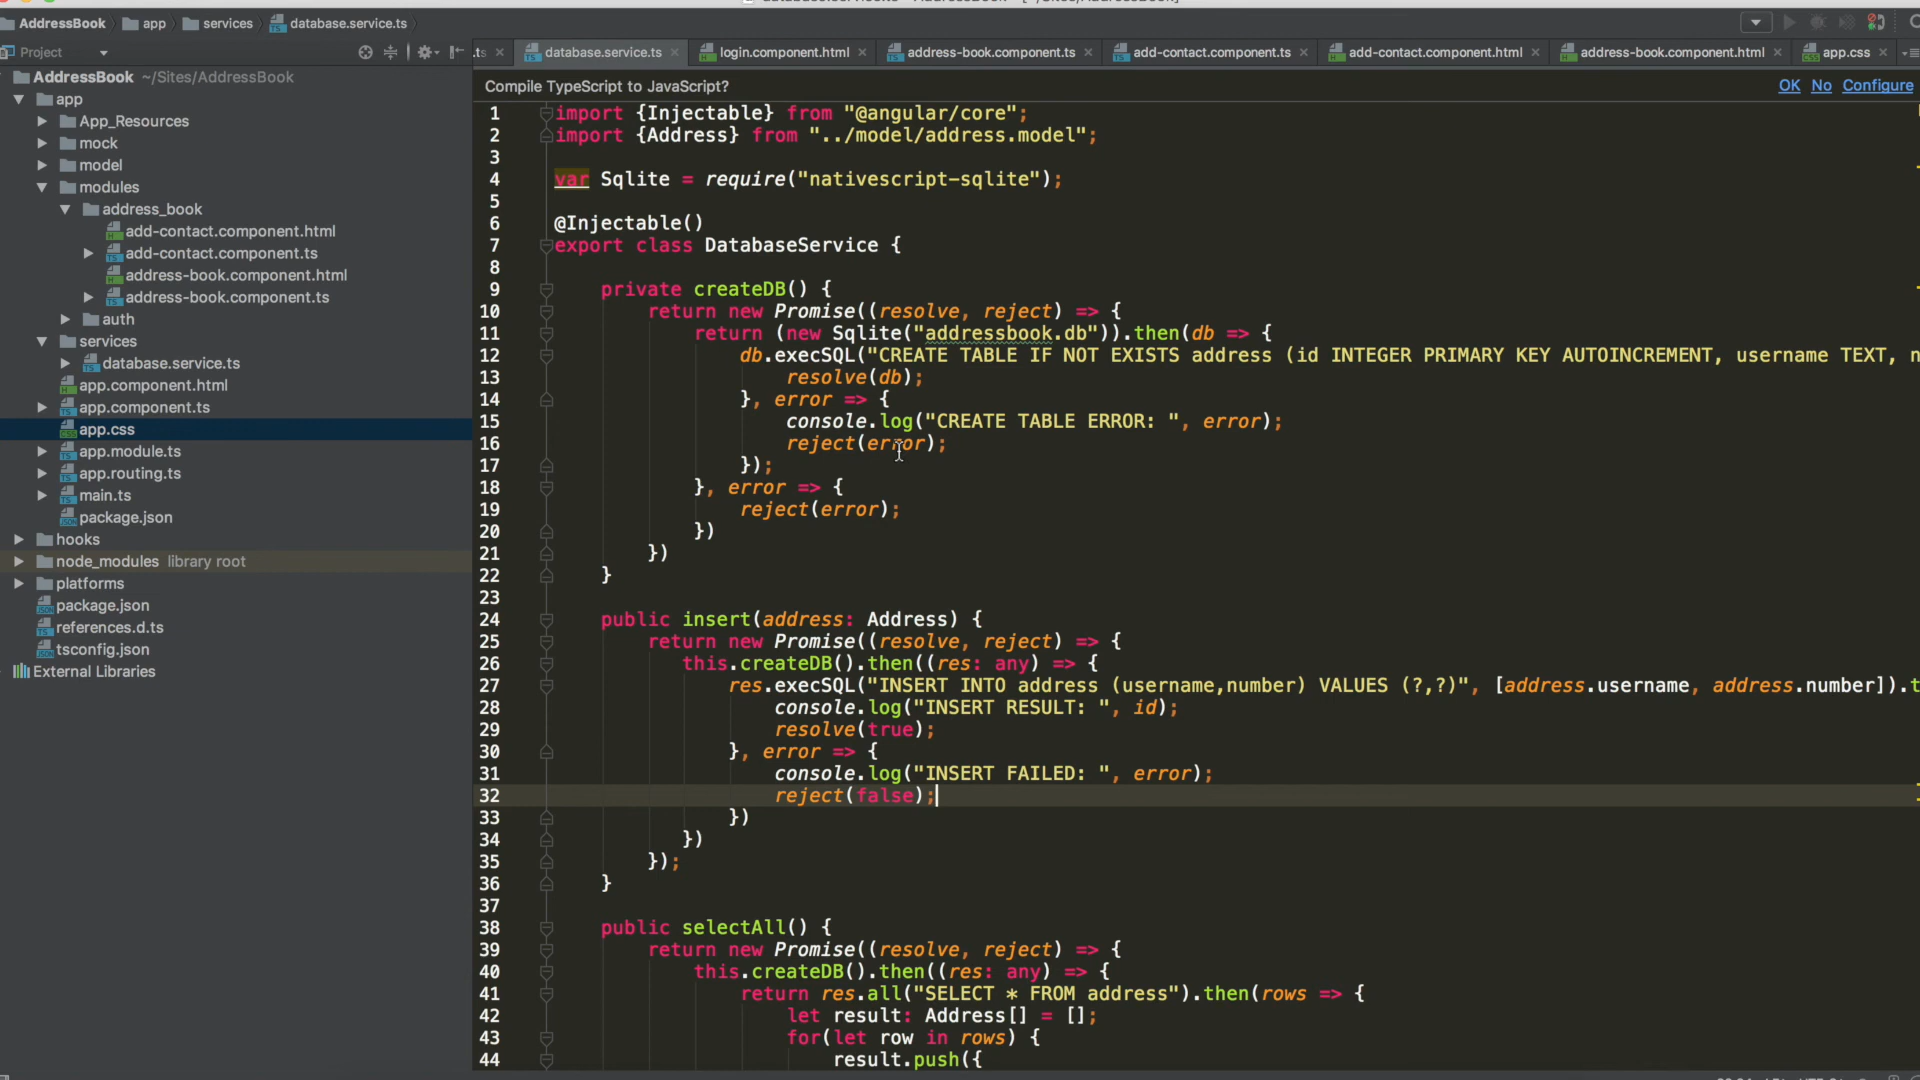 AddressBook app services database.service.ts
Project
.ts database.service.ts login.component.html address-book.component.ts add-contact.component.ts add-contact.component.html address-book.component.html app.css
AddressBook ~/Sites/AddressBook
app
App_Resources
mock
model
modules
address_book
add-contact.component.html
add-contact.component.ts
address-book.component.html
address-book.component.ts
auth
services
database.service.ts
app.component.html
app.component.ts
app.css
app.module.ts
app.routing.ts
main.ts
package.json
hooks
node_modules library root
platforms
package.json
references.d.ts
tsconfig.json
External Libraries
Compile TypeScript to JavaScript? OK No Configure
1 import {Injectable} from "@angular/core";
2 import {Address} from "../model/address.model";
3
4 var Sqlite = require("nativescript-sqlite");
5
6 @Injectable()
7 export class DatabaseService {
8
9 private createDB() {
10 return new Promise((resolve, reject) => {
11 return (new Sqlite("addressbook.db")).then(db => {
12 db.execSQL("CREATE TABLE IF NOT EXISTS address (id INTEGER PRIMARY KEY AUTOINCREMENT, username TEXT, n
13 resolve(db);
14 }, error => {
15 console.log("CREATE TABLE ERROR: ", error);
16 reject(error);
17 });
18 }, error => {
19 reject(error);
20 })
21 })
22 }
23
24 public insert(address: Address) {
25 return new Promise((resolve, reject) => {
26 this.createDB().then((res: any) => {
27 res.execSQL("INSERT INTO address (username,number) VALUES (?,?)", [address.username, address.number]).t
28 console.log("INSERT RESULT: ", id);
29 resolve(true);
30 }, error => {
31 console.log("INSERT FAILED: ", error);
32 reject(false);
33 })
34 })
35 });
36 }
37
38 public selectAll() {
39 return new Promise((resolve, reject) => {
40 this.createDB().then((res: any) => {
41 return res.all("SELECT * FROM address").then(rows => {
42 let result: Address[] = [];
43 for(let row in rows) {
44 result.push({